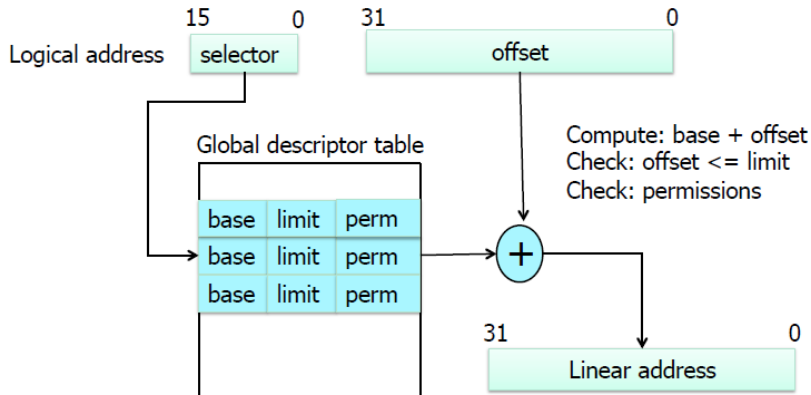 15 0 31 0
Logical address selector offset
Compute: base + offset
Check: offset <= limit
Check: permissions
Global descriptor table
base limit perm
base limit perm
base limit perm
+
31 0
Linear address